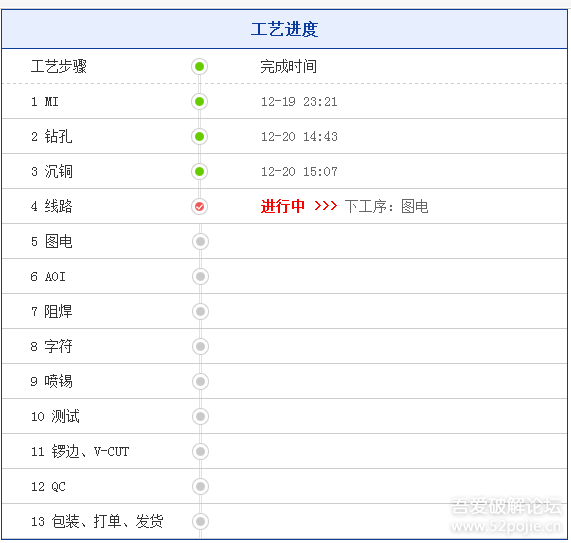 工艺进度
工艺步骤 完成时间
1 MI 12-19 23:21
2 钻孔 12-20 14:43
3 沉铜 12-20 15:07
4 线路 进行中 >>> 下工序: 图电
5 图电
6 AOI
7 阻焊
8 字符
9 喷锡
10 测试
11 锣边、V-CUT
12 QC
13 包装、打单、发货
吾爱破解论坛
www.52pojie.cn